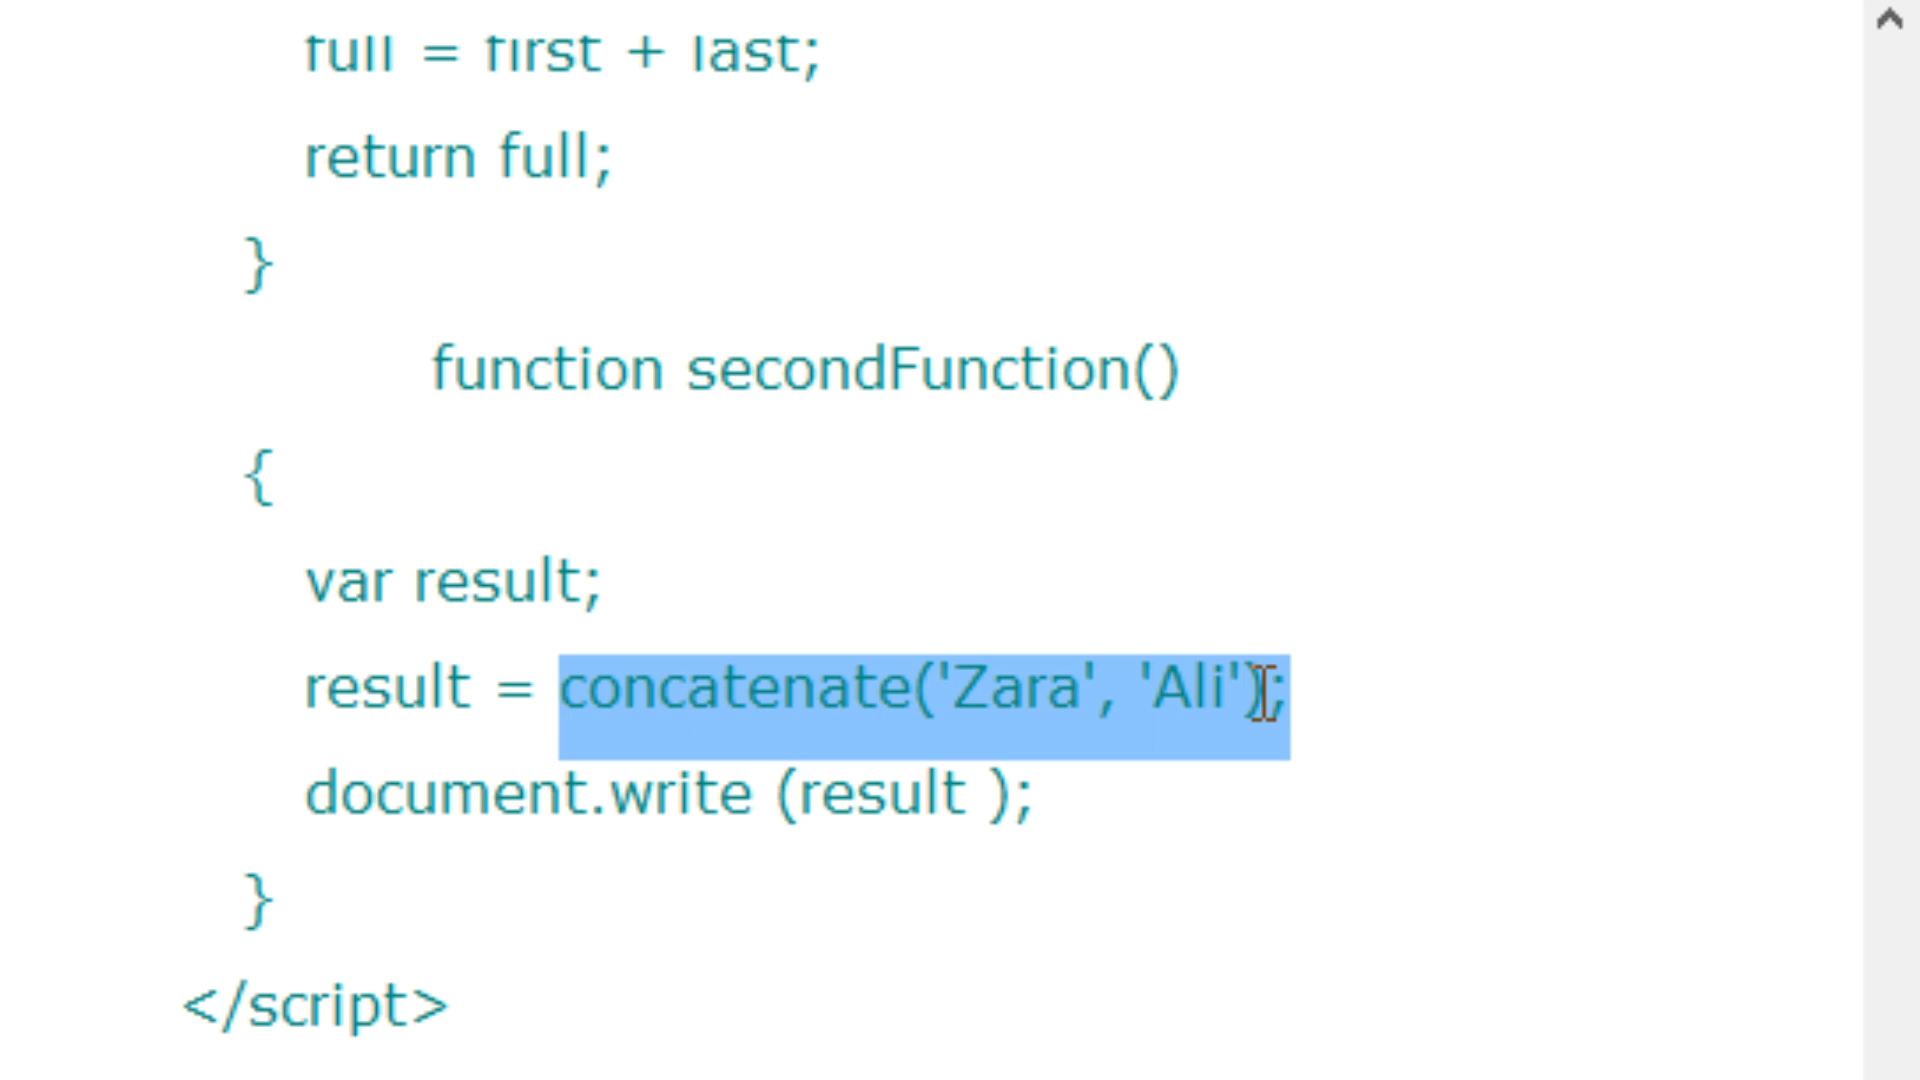 full = first + last;
return full;
}
function secondFunction()
{
var result;
result = concatenate('Zara', 'Ali');
document.write (result );
}
</script>